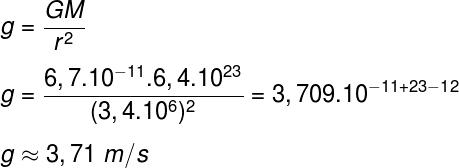 g = GM / r²
g = 6,7.10⁻¹¹.6,4.10²³ / (3,4.10⁶)² = 3,709.10⁻¹¹⁺²³⁻¹²
g ≈ 3,71 m/s